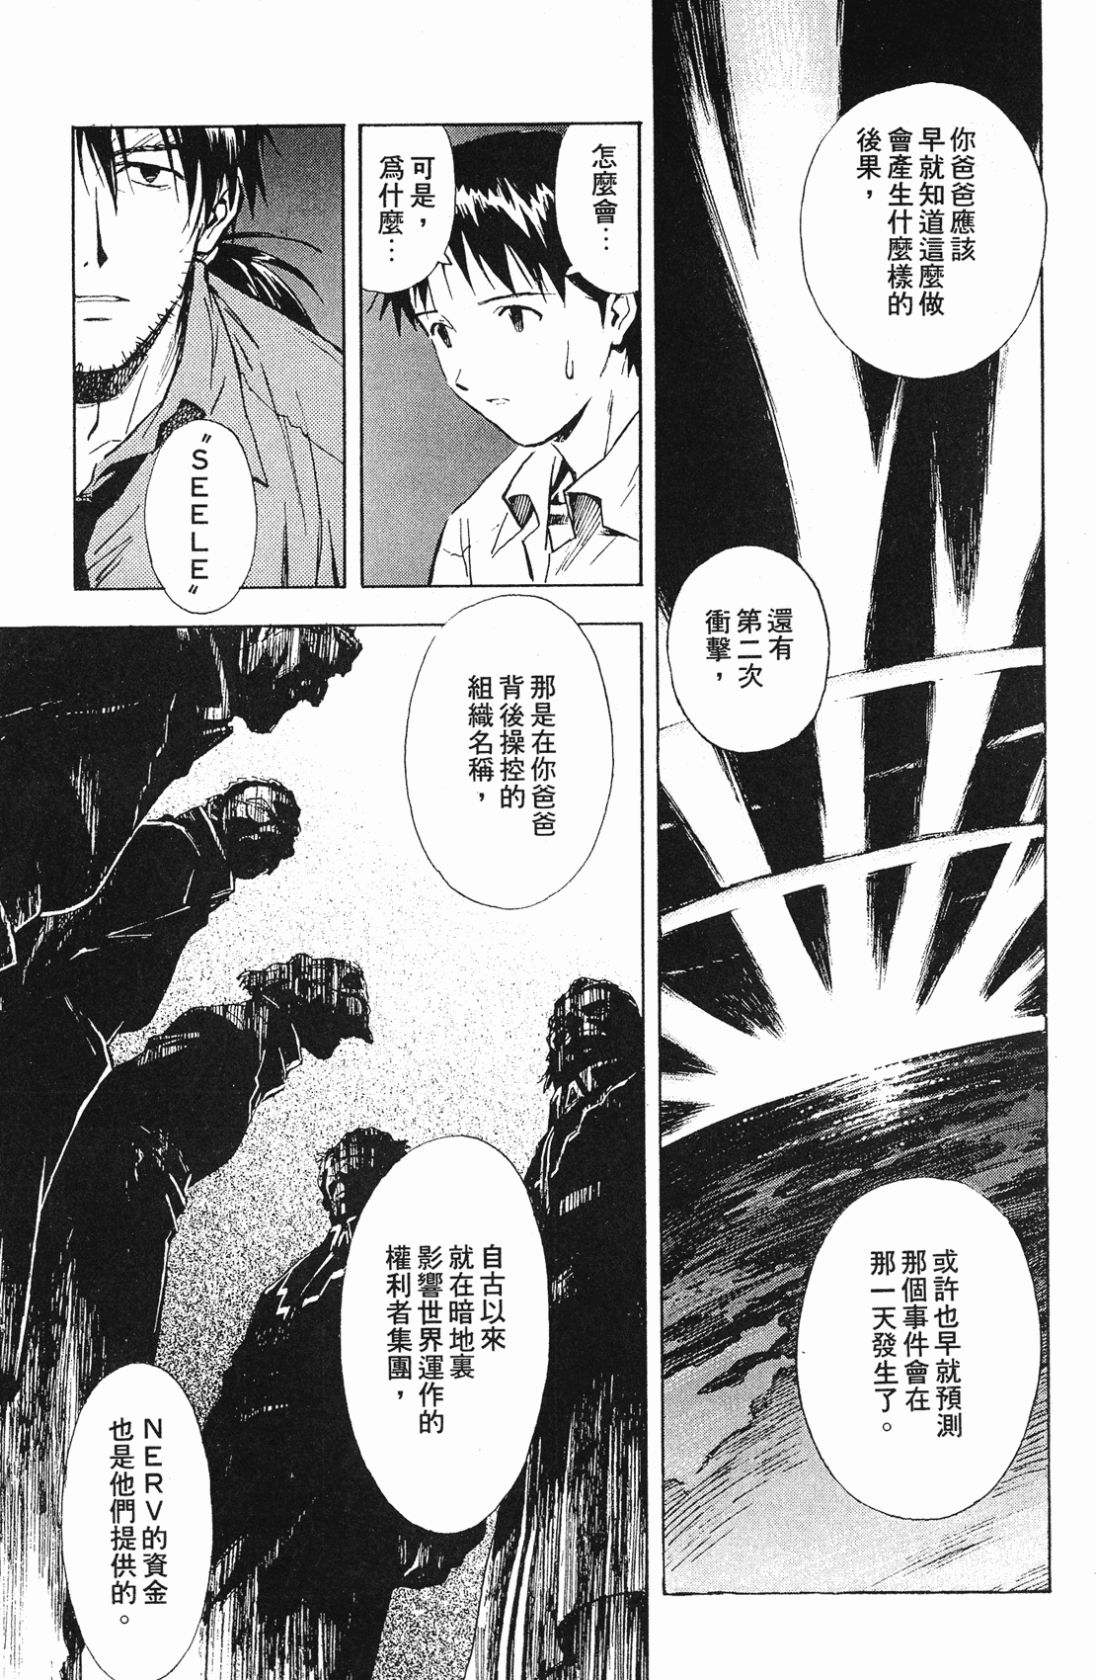 你爸爸應該
早就知道這麼做
會產生什麼樣的
後果，
還有
第二次
衝擊，
或許也早就預測
那個事件會在
那一天發生了。
怎麼會…
可是，
爲什麼…
"SEELE"
那是在你爸爸
背後操控的
組織名稱，
自古以來
就在暗地裏
影響世界運作的
權利者集團，
NERV的資金
也是他們提供的。